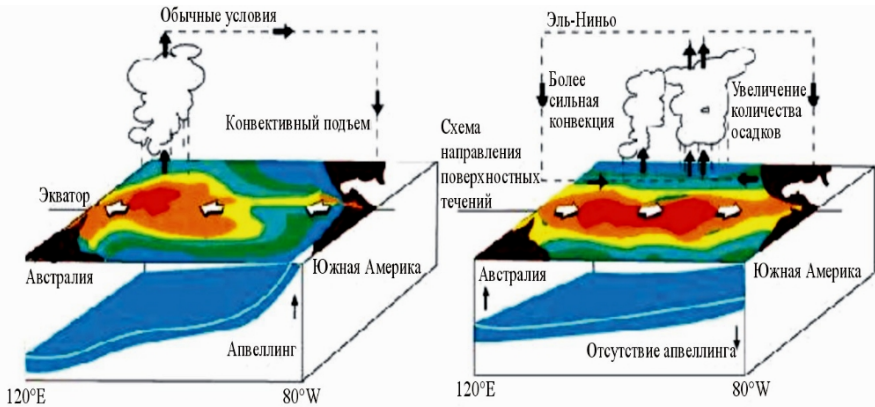 Обычные условия
Конвективный подъем
Экватор
Австралия
Южная Америка
Апвеллинг
120°E
80°W
Эль-Ниньо
Более
сильная
конвекция
Увеличение
количества
осадков
Схема
направления
поверхностных
течений
Австралия
Южная Америка
Отсутствие апвеллинга
120°E
80°W